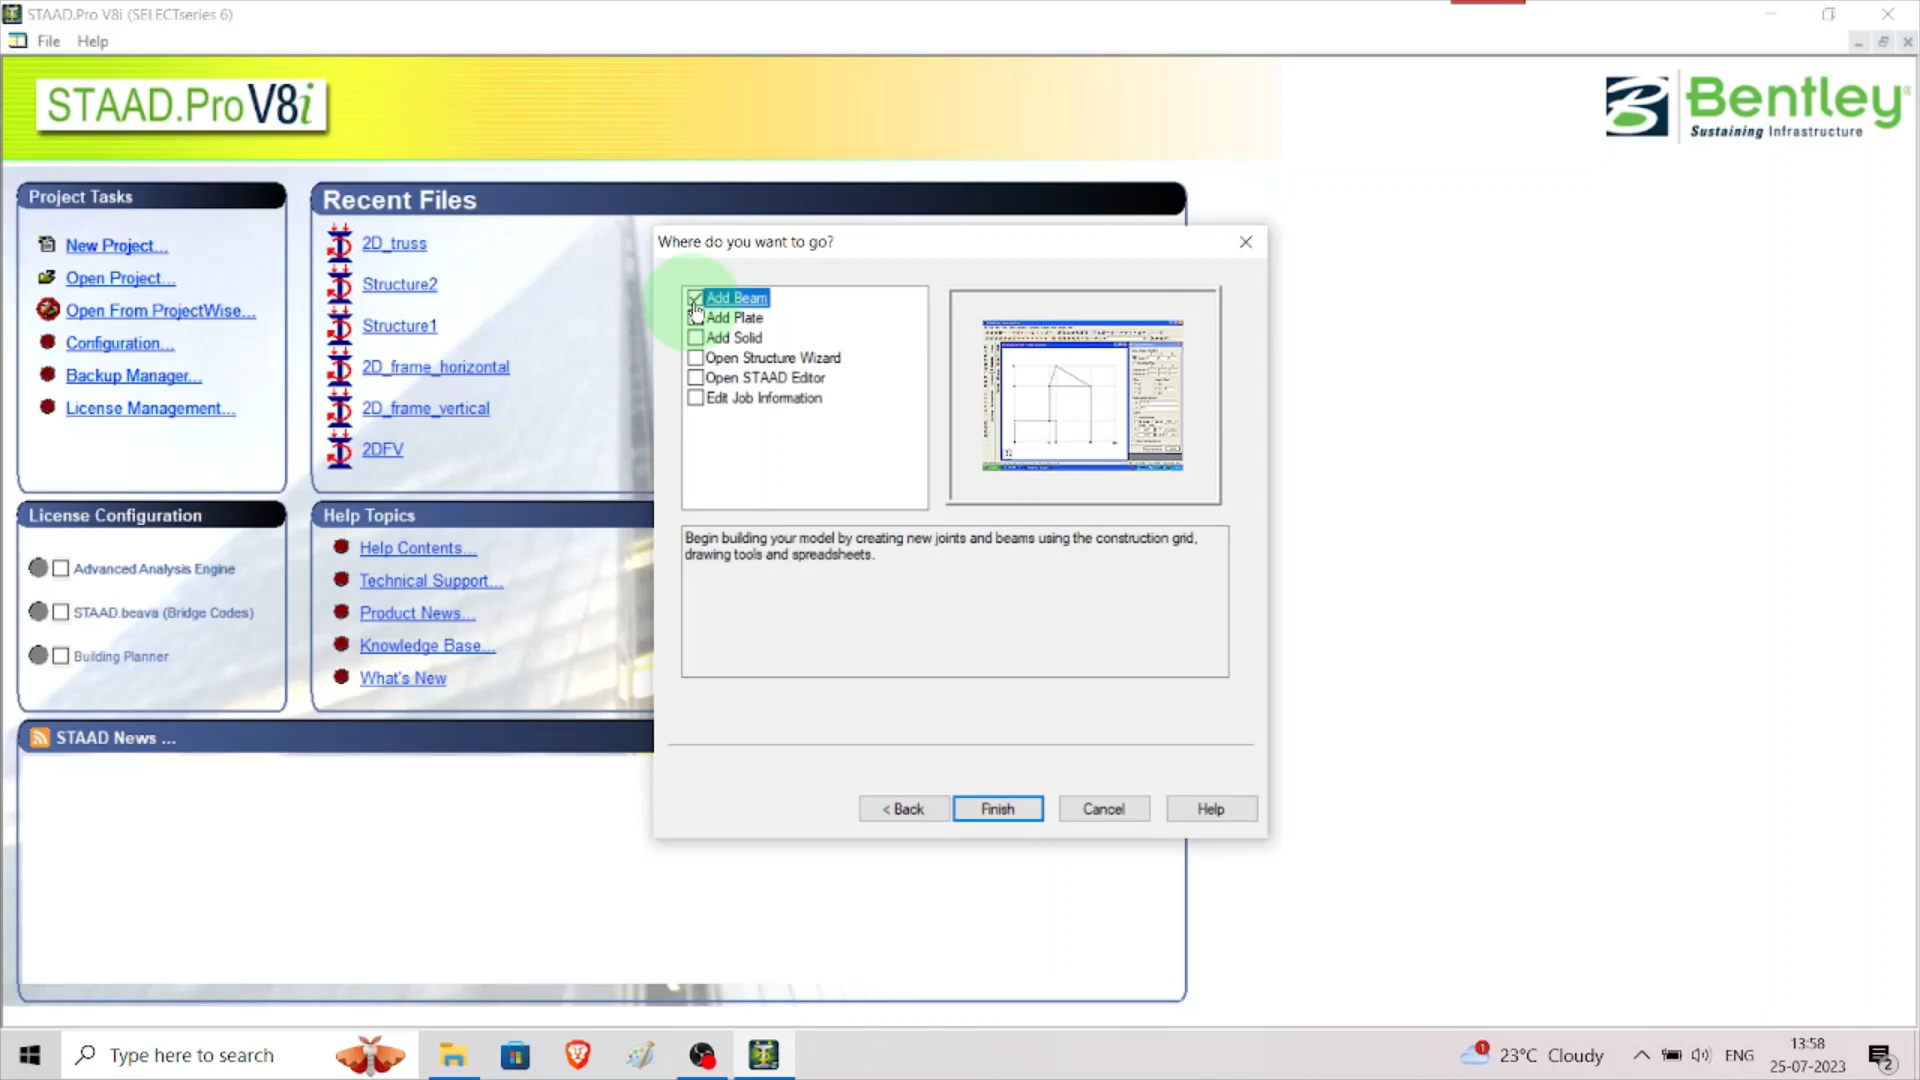 STAAD.Pro V8i (SELECTseries 6)
File Help
STAAD.Pro V8i
Bentley®
Sustaining Infrastructure
Project Tasks
New Project...
Open Project...
Open From ProjectWise...
Configuration...
Backup Manager...
License Management...
Recent Files
2D_truss
Structure2
Structure1
2D_frame_horizontal
2D_frame_vertical
2DFV
Where do you want to go?
Add Beam
Add Plate
Add Solid
Open Structure Wizard
Open STAAD Editor
Edit Job Information
Begin building your model by creating new joints and beams using the construction grid,
drawing tools and spreadsheets.
< Back Finish Cancel Help
License Configuration
Advanced Analysis Engine
STAAD.beava (Bridge Codes)
Building Planner
Help Topics
Help Contents...
Technical Support...
Product News...
Knowledge Base...
What's New
STAAD News ...
Type here to search
1
23°C Cloudy
ENG
13:58
25-07-2023
2